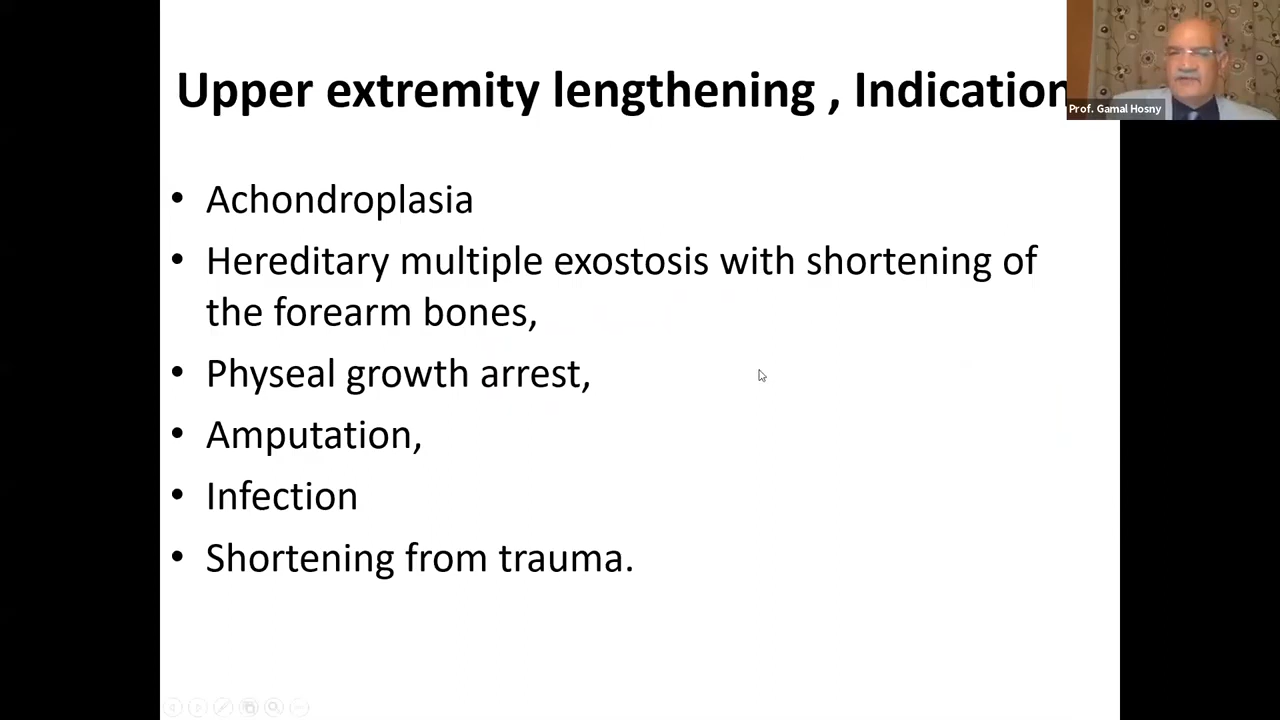 Upper extremity lengthening , Indication
Prof. Gamal Hosny
• Achondroplasia
• Hereditary multiple exostosis with shortening of
the forearm bones,
• Physeal growth arrest,
• Amputation,
• Infection
• Shortening from trauma.